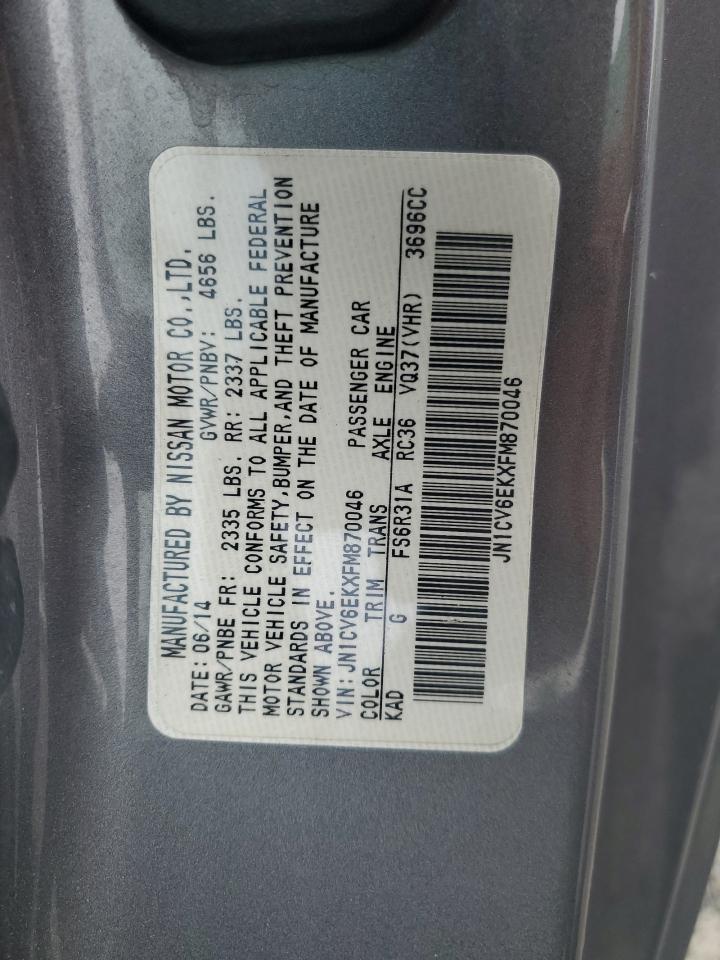 MANUFACTURED BY NISSAN MOTOR CO.,LTD.
DATE: 06/14 GVWR/PNBV: 4656 LBS.
GAWR/PNBE FR: 2335 LBS. RR: 2337 LBS.
THIS VEHICLE CONFORMS TO ALL APPLICABLE FEDERAL
MOTOR VEHICLE SAFETY,BUMPER,AND THEFT PREVENTION
STANDARDS IN EFFECT ON THE DATE OF MANUFACTURE
SHOWN ABOVE.
VIN: JN1CV6EKXFM870046 PASSENGER CAR
COLOR TRIM TRANS AXLE ENGINE
KAD G FS6R31A RC36 VQ37(VHR) 3696CC
JN1CV6EKXFM870046